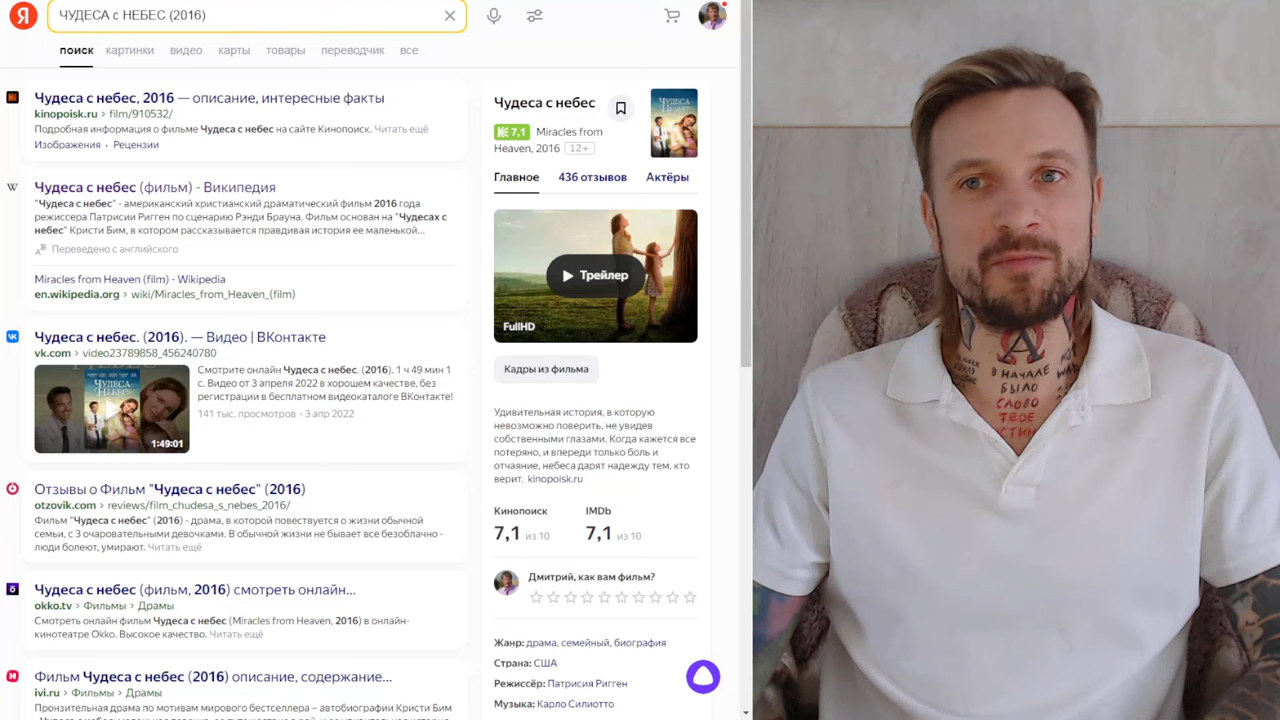 Я
ЧУДЕСА с НЕБЕС (2016)
поиск картинки видео карты товары переводчик все
Чудеса с небес, 2016 — описание, интересные факты
kinopoisk.ru › film/910532/
Подробная информация о фильме Чудеса с небес на сайте Кинопоиск. Читать ещё
Изображения · Рецензии
W
Чудеса с небес (фильм) - Википедия
"Чудеса с небес" - американский христианский драматический фильм 2016 года
режиссера Патрисии Ригген по сценарию Рэнди Брауна. Фильм основан на "Чудесах с
небес" Кристи Бим, в котором рассказывается правдивая история ее маленькой...
Переведено с английского
Miracles from Heaven (film) - Wikipedia
en.wikipedia.org › wiki/Miracles_from_Heaven_(film)
Чудеса с небес. (2016). — Видео | ВКонтакте
vk.com › video23789858_456240780
Смотрите онлайн Чудеса с небес. (2016). 1 ч 49 мин 1
с. Видео от 3 апреля 2022 в хорошем качестве, без
регистрации в бесплатном видеокаталоге ВКонтакте!
141 тыс. просмотров · 3 апр 2022
ЧУДЕСА
НЕБЕС
1:49:01
Отзывы о Фильм "Чудеса с небес" (2016)
otzovik.com › reviews/film_chudesa_s_nebes_2016/
Фильм "Чудеса с небес" (2016) - драма, в которой повествуется о жизни обычной
семьи, с 3 очаровательными девочками. В обычной жизни не бывает все безоблачно -
люди болеют, умирают. Читать ещё
Чудеса с небес (фильм, 2016) смотреть онлайн...
okko.tv › Фильмы › Драмы
Смотреть онлайн фильм Чудеса с небес (Miracles from Heaven, 2016) в онлайн-
кинотеатре Okko. Высокое качество. Читать ещё
Фильм Чудеса с небес (2016) описание, содержание...
ivi.ru › Фильмы › Драмы
Пронзительная драма по мотивам мирового бестселлера – автобиографии Кристи Бим
Чудеса с небес
7,1 Miracles from
Heaven, 2016 12+
ЧУДЕСА
НЕБЕС
Главное 436 отзывов Актёры
Трейлер
FullHD
Кадры из фильма
Удивительная история, в которую
невозможно поверить, не увидев
собственными глазами. Когда кажется все
потеряно, и впереди только боль и
отчаяние, небеса дарят надежду тем, кто
верит. kinopoisk.ru
Кинопоиск IMDb
7,1 из 10 7,1 из 10
Дмитрий, как вам фильм?
Жанр: драма, семейный, биография
Страна: США
Режиссёр: Патрисия Ригген
Музыка: Карло Силиотто
А
В НАЧАЛЕ
БЫЛО
СЛОВО
ТВОЕ